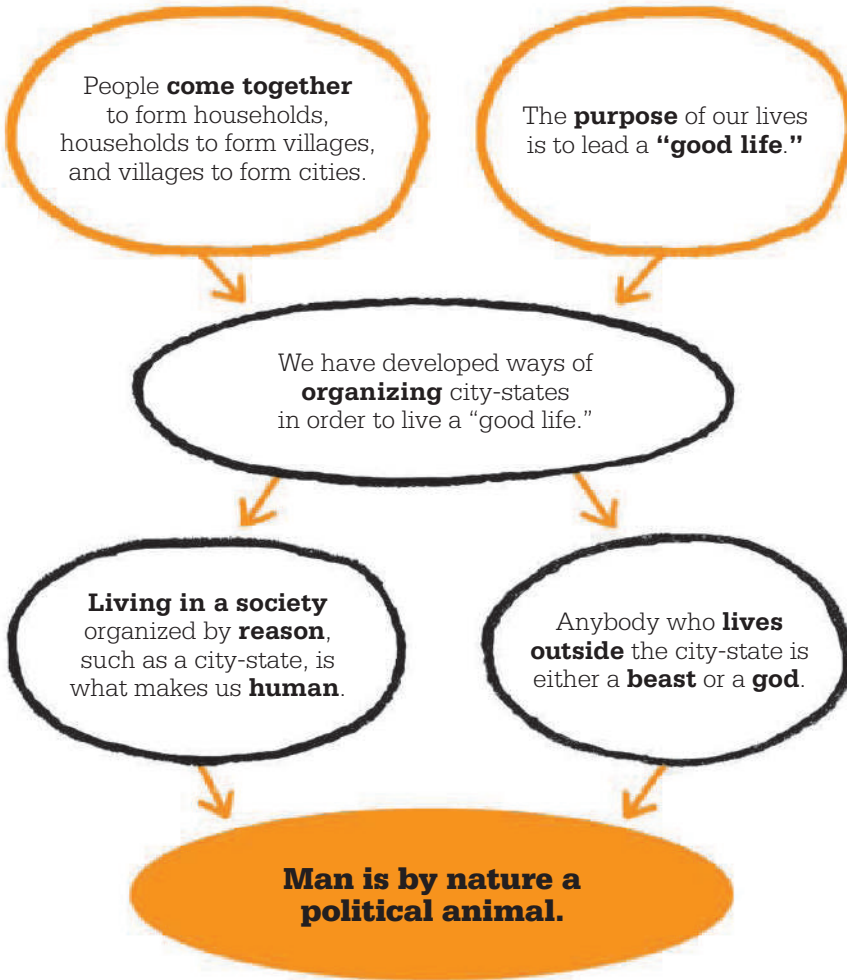 People come together
to form households,
households to form villages,
and villages to form cities.
The purpose of our lives
is to lead a “good life.”
We have developed ways of
organizing city-states
in order to live a “good life.”
Living in a society
organized by reason,
such as a city-state, is
what makes us human.
Anybody who lives
outside the city-state is
either a beast or a god.
Man is by nature a
political animal.